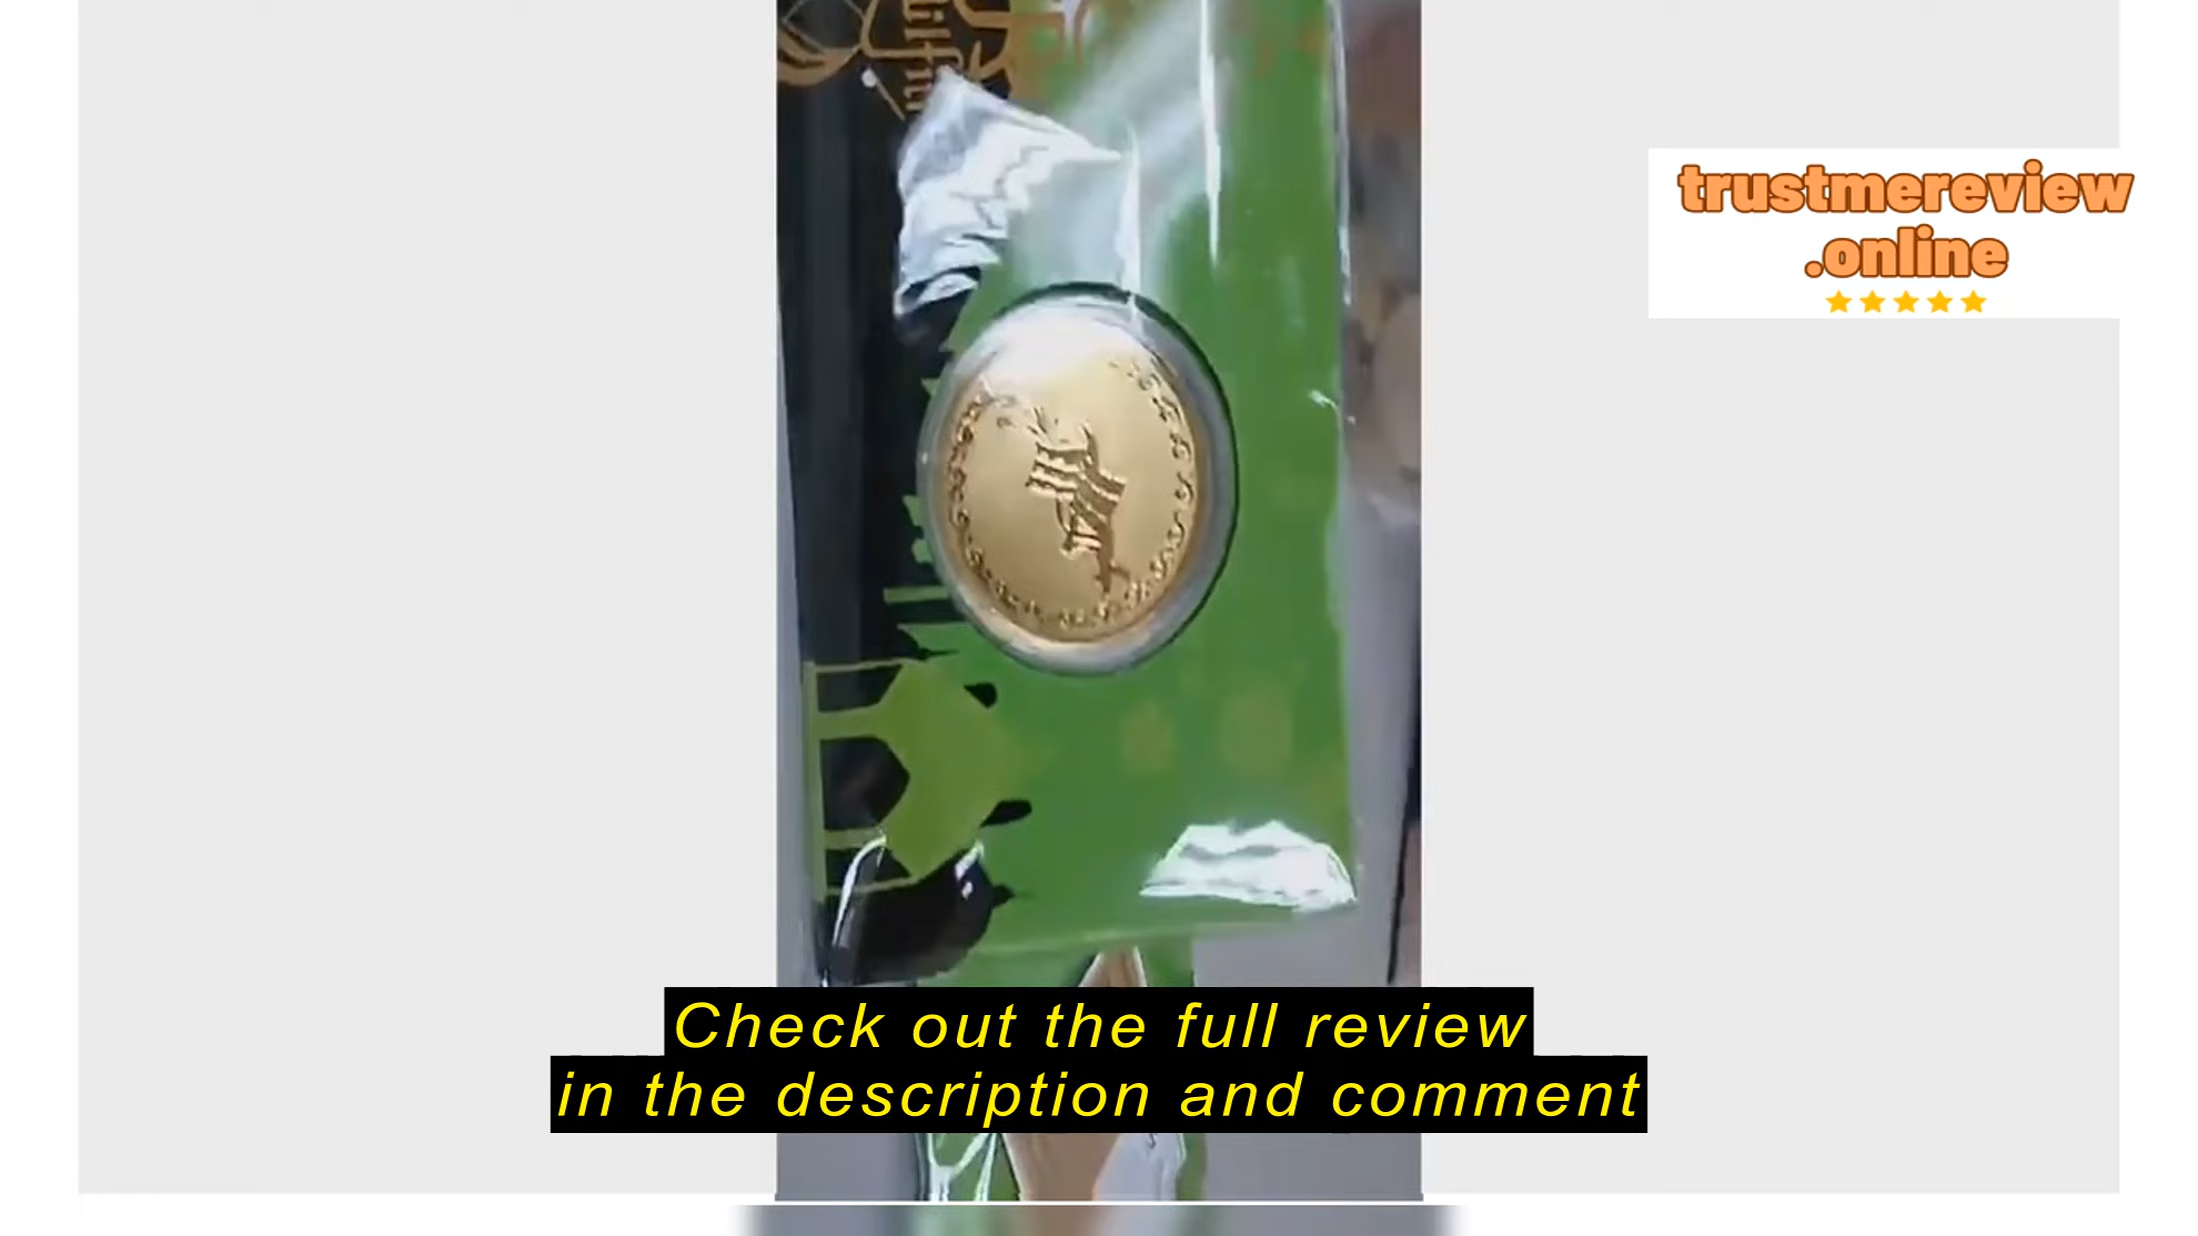 trustmereview
.online
Check out the full review
in the description and comment